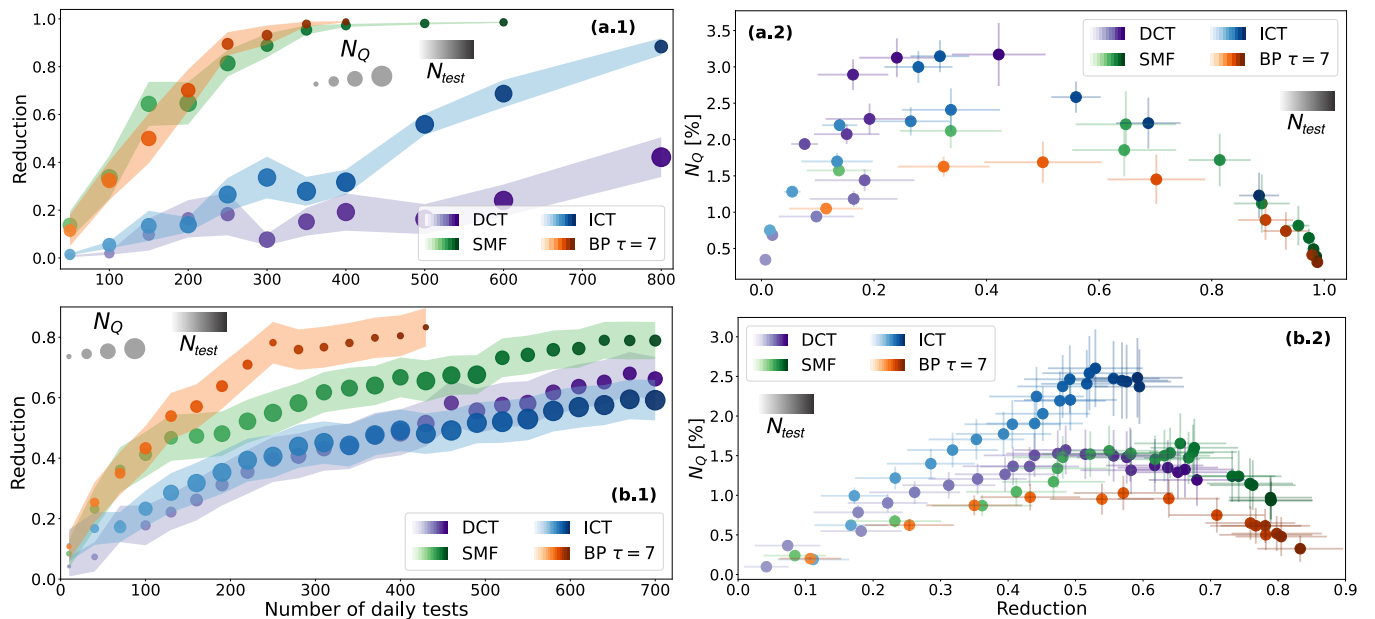 (a.1)
Reduction
1.0
0.8
0.6
0.4
0.2
0.0
N_Q
N_test
DCT
ICT
SMF
BP τ = 7
100 200 300 400 500 600 700 800
(a.2)
N_Q [%]
3.5
3.0
2.5
2.0
1.5
1.0
0.5
DCT
ICT
SMF
BP τ = 7
N_test
0.0 0.2 0.4 0.6 0.8 1.0
(b.1)
Reduction
0.8
0.6
0.4
0.2
0.0
N_Q
N_test
DCT
ICT
SMF
BP τ = 7
0 100 200 300 400 500 600 700
Number of daily tests
(b.2)
N_Q [%]
3.0
2.5
2.0
1.5
1.0
0.5
0.0
DCT
ICT
SMF
BP τ = 7
N_test
0.0 0.1 0.2 0.3 0.4 0.5 0.6 0.7 0.8 0.9
Reduction